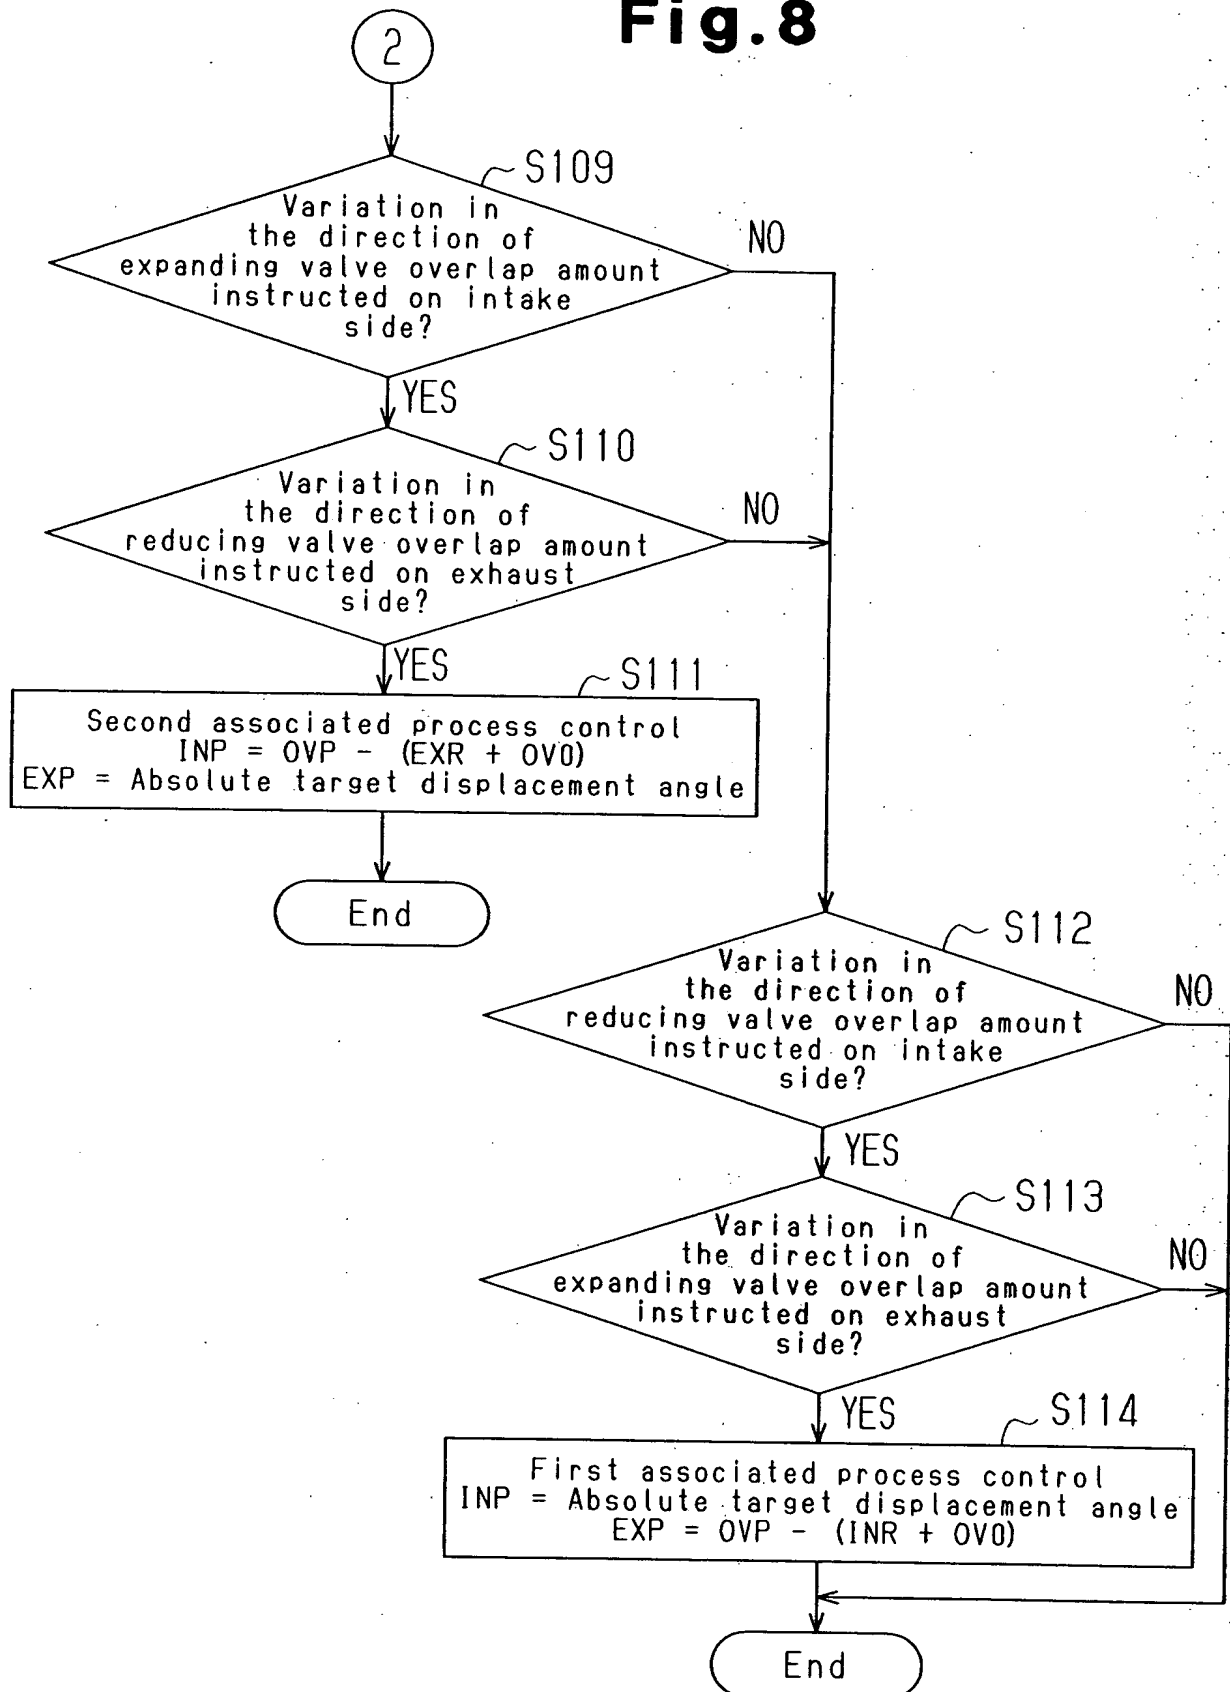 Fig.8
2
S109
Variation in
the direction of
expanding valve overlap amount
instructed on intake
side?
NO
YES
S110
Variation in
the direction of
reducing valve overlap amount
instructed on exhaust
side?
NO
YES
S111
Second associated process control
INP = OVP - (EXR + OV0)
EXP = Absolute target displacement angle
End
S112
Variation in
the direction of
reducing valve overlap amount
instructed on intake
side?
NO
YES
S113
Variation in
the direction of
expanding valve overlap amount
instructed on exhaust
side?
NO
YES
S114
First associated process control
INP = Absolute target displacement angle
EXP = OVP - (INR + OV0)
End